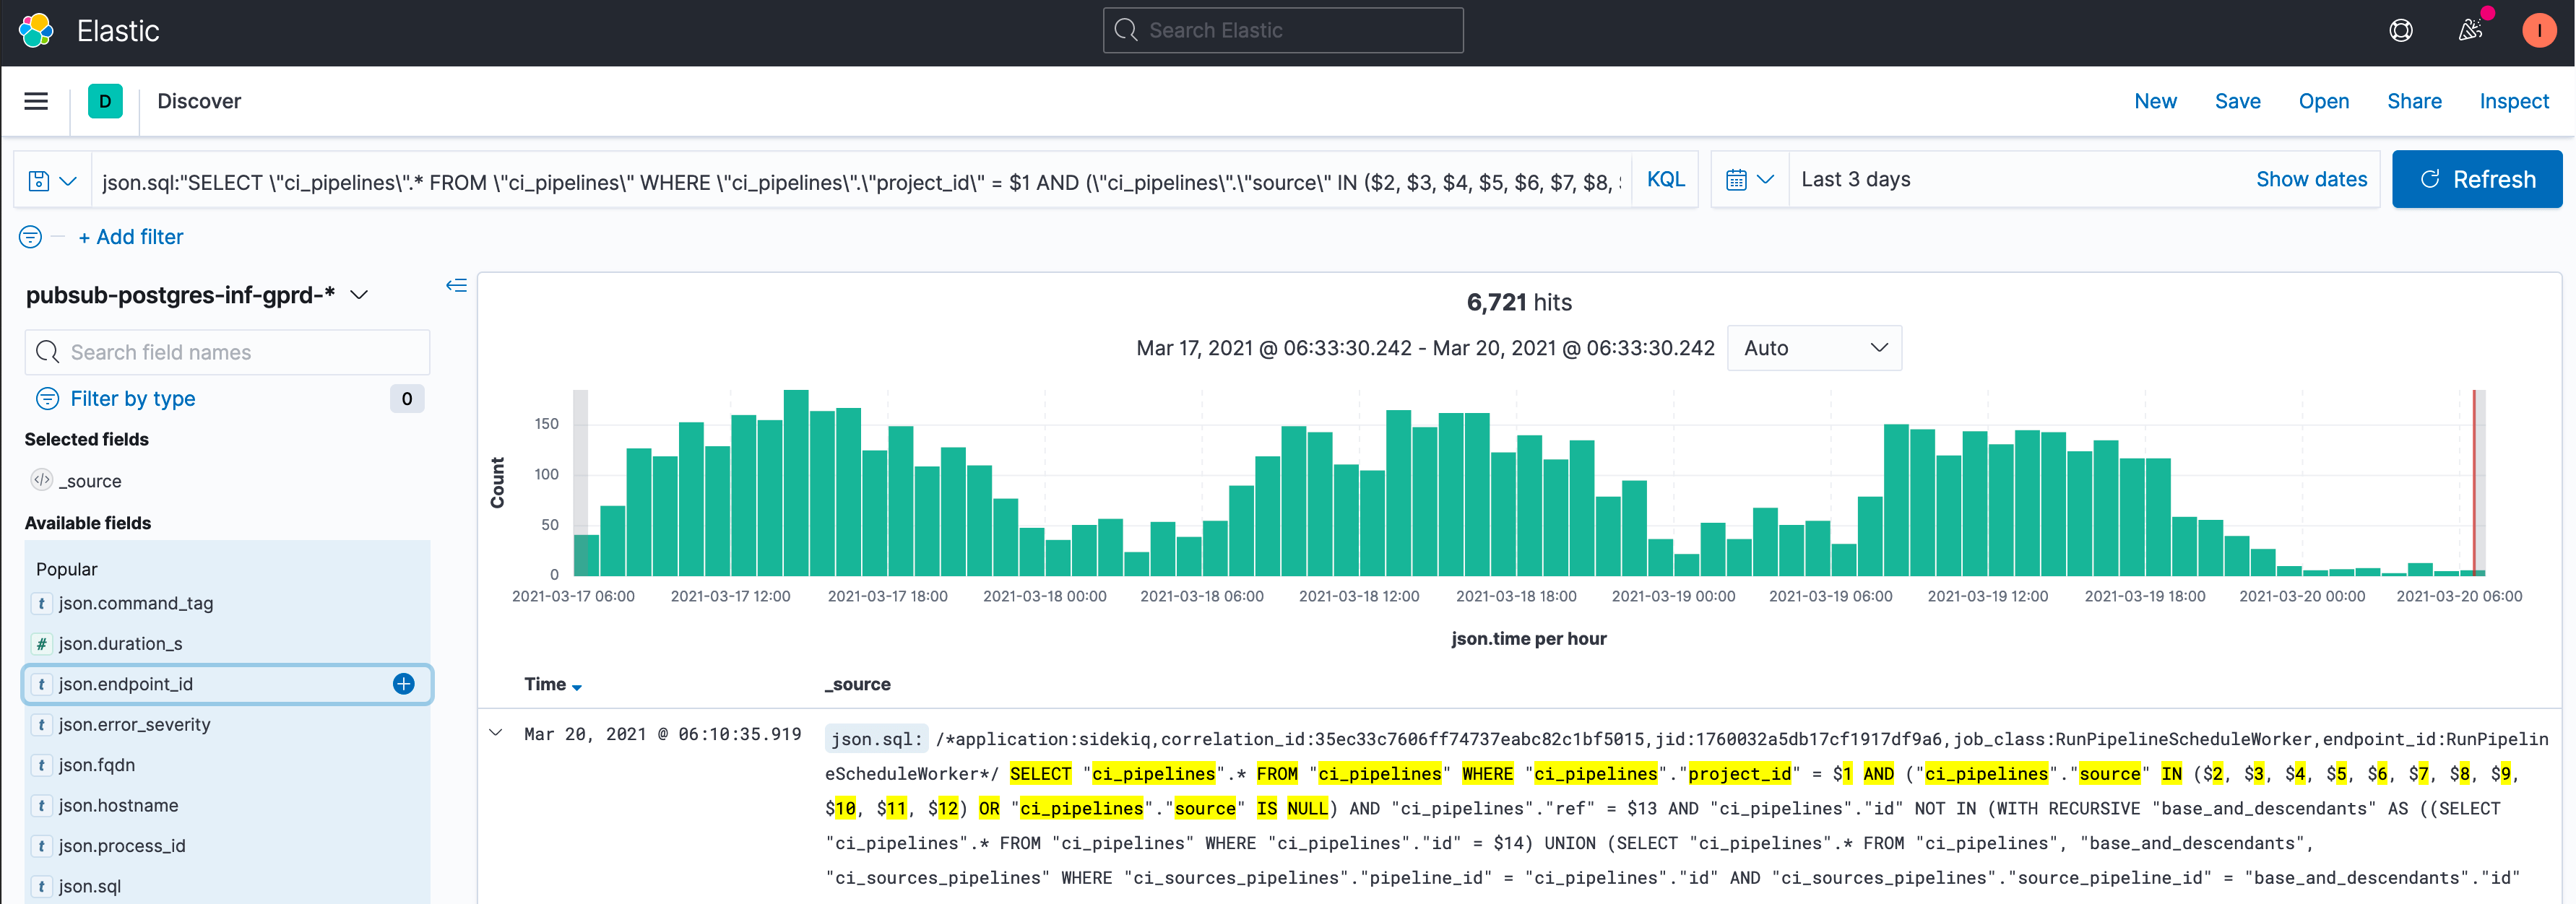 Elastic
Search Elastic
I
D
Discover
New Save Open Share Inspect
json.sql:"SELECT \"ci_pipelines\".* FROM \"ci_pipelines\" WHERE \"ci_pipelines\".\"project_id\" = $1 AND (\"ci_pipelines\".\"source\" IN ($2, $3, $4, $5, $6, $7, $8,
KQL
Last 3 days
Show dates
Refresh
+ Add filter
pubsub-postgres-inf-gprd-*
Search field names
Filter by type 0
Selected fields
_source
Available fields
Popular
t json.command_tag
# json.duration_s
t json.endpoint_id
t json.error_severity
t json.fqdn
t json.hostname
t json.process_id
t json.sql
6,721 hits
Mar 17, 2021 @ 06:33:30.242 - Mar 20, 2021 @ 06:33:30.242
Auto
Count
150
100
50
0
2021-03-17 06:00 2021-03-17 12:00 2021-03-17 18:00 2021-03-18 00:00 2021-03-18 06:00 2021-03-18 12:00 2021-03-18 18:00 2021-03-19 00:00 2021-03-19 06:00 2021-03-19 12:00 2021-03-19 18:00 2021-03-20 00:00 2021-03-20 06:00
json.time per hour
Time _source
Mar 20, 2021 @ 06:10:35.919
json.sql: /*application:sidekiq,correlation_id:35ec33c7606ff74737eabc82c1bf5015,jid:1760032a5db17cf1917df9a6,job_class:RunPipelineScheduleWorker,endpoint_id:RunPipelin
eScheduleWorker*/ SELECT "ci_pipelines".* FROM "ci_pipelines" WHERE "ci_pipelines"."project_id" = $1 AND ("ci_pipelines"."source" IN ($2, $3, $4, $5, $6, $7, $8, $9,
$10, $11, $12) OR "ci_pipelines"."source" IS NULL) AND "ci_pipelines"."ref" = $13 AND "ci_pipelines"."id" NOT IN (WITH RECURSIVE "base_and_descendants" AS ((SELECT
"ci_pipelines".* FROM "ci_pipelines" WHERE "ci_pipelines"."id" = $14) UNION (SELECT "ci_pipelines".* FROM "ci_pipelines", "base_and_descendants",
"ci_sources_pipelines" WHERE "ci_sources_pipelines"."pipeline_id" = "ci_pipelines"."id" AND "ci_sources_pipelines"."source_pipeline_id" = "base_and_descendants"."id"